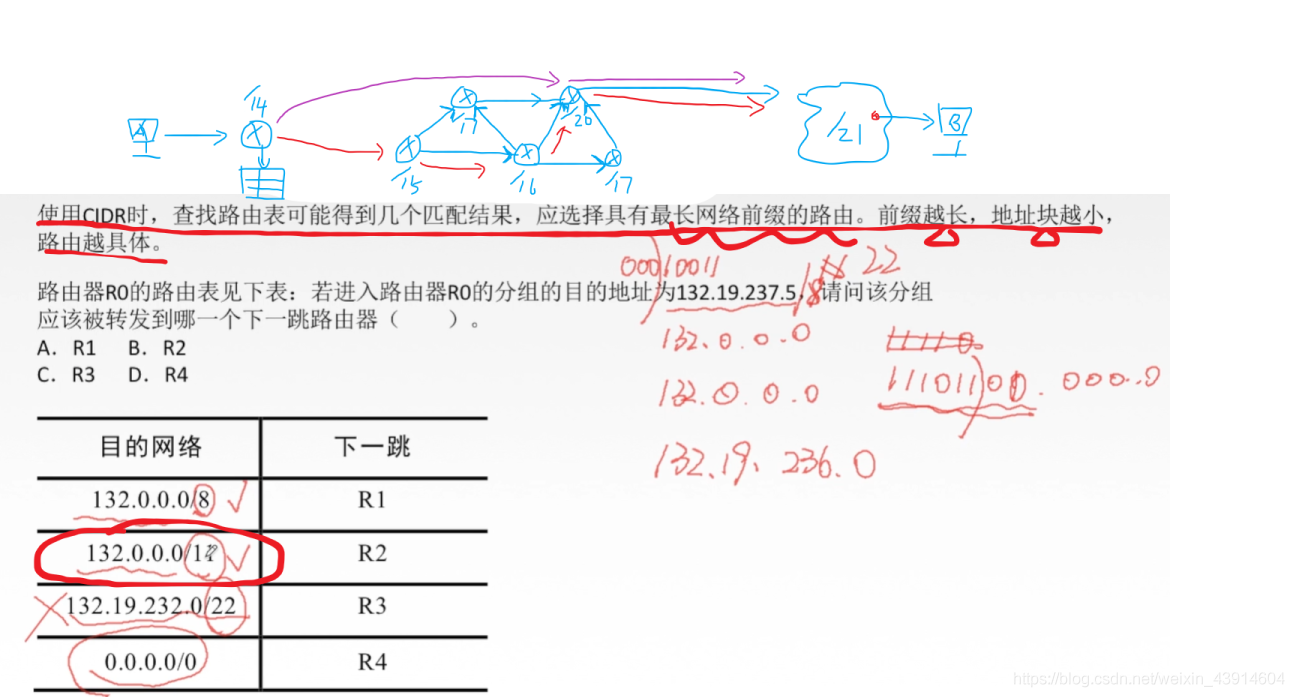 /14
A
/17
/20
/15
/16
/17
/21
B
使用CIDR时，查找路由表可能得到几个匹配结果，应选择具有最长网络前缀的路由。前缀越长，地址块越小，
路由越具体。
00010011
22
路由器R0的路由表见下表：若进入路由器R0的分组的目的地址为132.19.237.5，请问该分组
应该被转发到哪一个下一跳路由器（ ）。
/8
132.0.0.0
A. R1 B. R2
C. R3 D. R4
132.0.0.0
11101100.000..0
132.19.236.0
目的网络 下一跳
132.0.0.0/8 R1
132.0.0.0/1 R2
132.19.232.0/22 R3
0.0.0.0/0 R4
https://blog.csdn.net/weixin_43914604